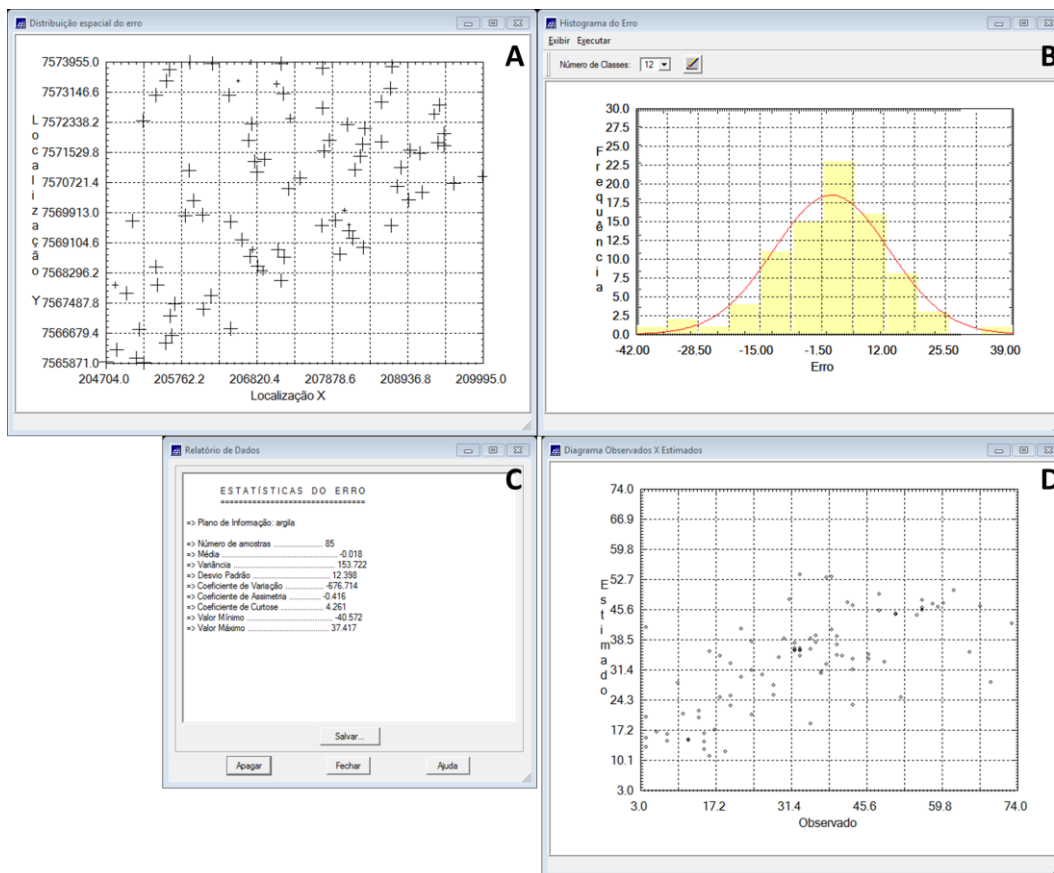 Distribuição espacial do erro
A
7573955.0
7573146.6
7572338.2
7571529.8
7570721.4
7569913.0
7569104.6
7568296.2
7567487.8
7566679.4
7565871.0
Localização Y
204704.0 205762.2 206820.4 207878.6 208936.8 209995.0
Localização X
Histograma do Erro
B
Exibir Executar
Número de Classes: 12
30.0
27.5
25.0
22.5
20.0
17.5
15.0
12.5
10.0
7.5
5.0
2.5
0.0
Frequência
-42.00 -28.50 -15.00 -1.50 12.00 25.50 39.00
Erro
Relatório de Dados
C
ESTATÍSTICAS DO ERRO
================================
=> Plano de Informação: argila
=> Número de amostras ..................... 85
=> Média ........................................................ -0.018
=> Variância .................................................. 153.722
=> Desvio Padrão ....................................... 12.398
=> Coeficiente de Variação ................... -676.714
=> Coeficiente de Assimetria ........... -0.416
=> Coeficiente de Curtose .................... 4.261
=> Valor Mínimo ........................................ -40.572
=> Valor Máximo ....................................... 37.417
Salvar...
Apagar Fechar Ajuda
Diagrama Observados X Estimados
D
74.0
66.9
59.8
52.7
45.6
38.5
31.4
24.3
17.2
10.1
3.0
Estimado
3.0 17.2 31.4 45.6 59.8 74.0
Observado